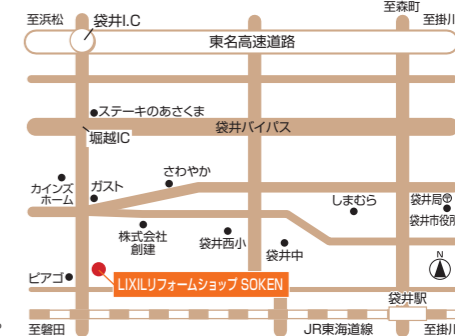 至森町
至浜松
袋井I.C
至掛川
東名高速道路
ステーキのあさくま
袋井バイパス
堀越IC
さわやか
カインズ
ホーム
ガスト
しまむら
袋井局
袋井市役所
株式会社
創建
袋井西小
袋井中
N
ピアゴ
LIXILリフォームショップ SOKEN
袋井駅
至磐田
JR東海道線
至掛川